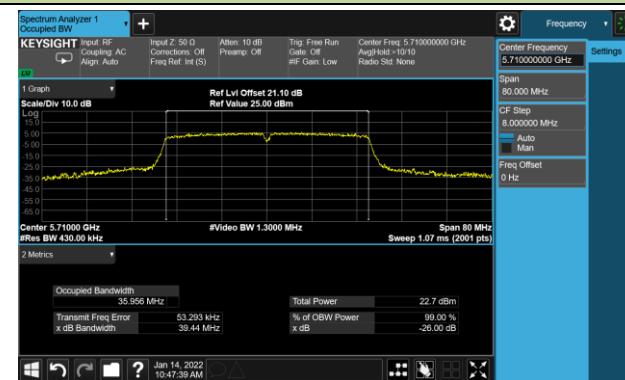 Spectrum Analyzer 1
Occupied BW
Frequency
KEYSIGHT
Input: RF
Coupling: AC
Align: Auto
Input Z: 50 Ω
Corrections: Off
Freq Ref: Int (S)
Atten: 10 dB
Preamp: Off
Trig: Free Run
Gate: Off
#IF Gain: Low
Center Freq: 5.710000000 GHz
Avg|Hold:>10/10
Radio Std: None
LXI
Center Frequency
5.710000000 GHz
Settings
Span
80.000 MHz
CF Step
8.000000 MHz
Auto
Man
Freq Offset
0 Hz
1 Graph
Scale/Div 10.0 dB
Ref Lvl Offset 21.10 dB
Ref Value 25.00 dBm
Log
15.0
5.00
-5.00
-15.0
-25.0
-35.0
-45.0
-55.0
-65.0
Center 5.71000 GHz
#Video BW 1.3000 MHz
Span 80 MHz
#Res BW 430.00 kHz
Sweep 1.07 ms (2001 pts)
2 Metrics
Occupied Bandwidth
35.956 MHz
Total Power 22.7 dBm
Transmit Freq Error 53.293 kHz
% of OBW Power 99.00 %
x dB Bandwidth 39.44 MHz
x dB -26.00 dB
?
Jan 14, 2022
10:47:39 AM